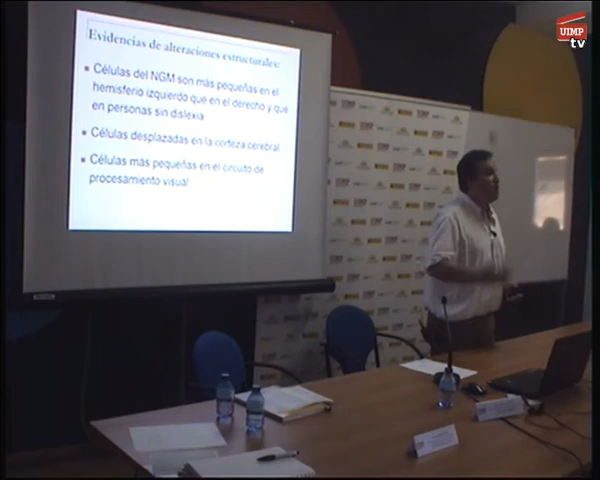 UIMP
tv
Evidencias de alteraciones estructurales:
Células del NGM son más pequeñas en el
hemisferio izquierdo que en el derecho y que
en personas sin dislexia
Células desplazadas en la corteza cerebral
Células más pequeñas en el circuito de
procesamiento visual